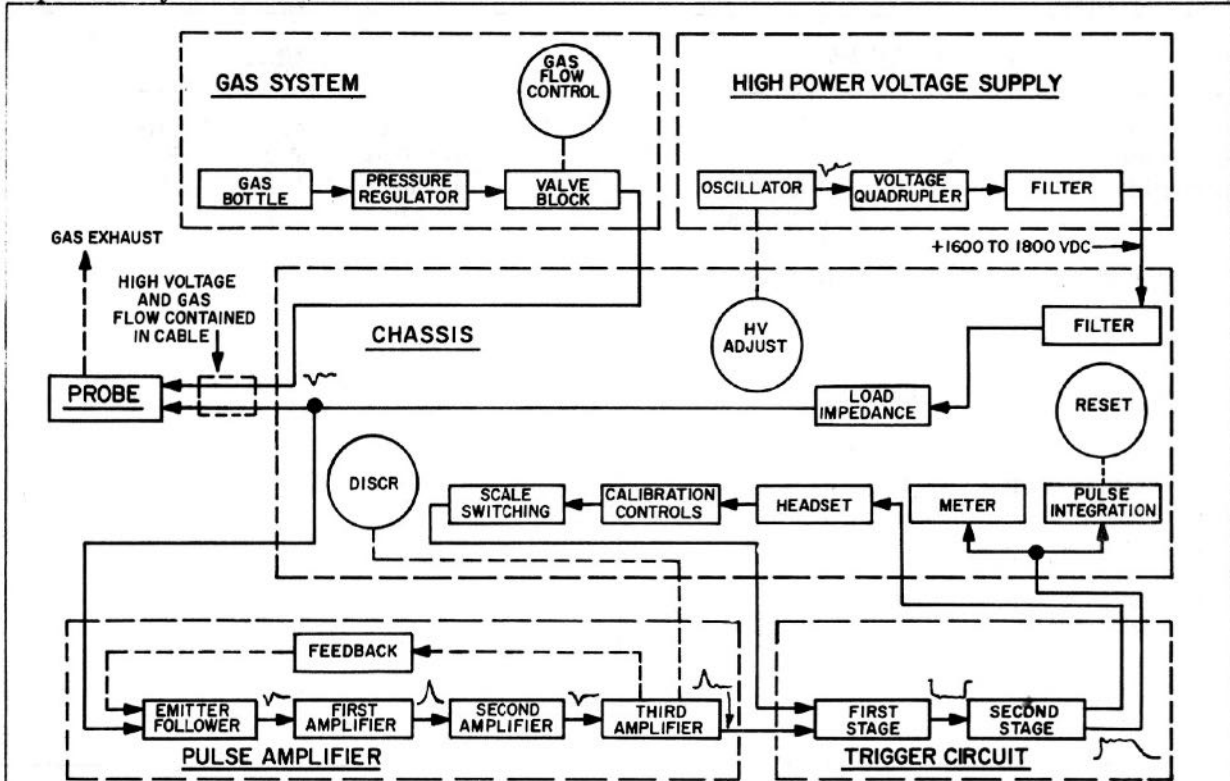 GAS SYSTEM
GAS
FLOW
CONTROL
GAS
BOTTLE
PRESSURE
REGULATOR
VALVE
BLOCK
HIGH POWER VOLTAGE SUPPLY
OSCILLATOR
VOLTAGE
QUADRUPLER
FILTER
+1600 TO 1800 VDC
GAS EXHAUST
HIGH VOLTAGE
AND GAS
FLOW CONTAINED
IN CABLE
PROBE
CHASSIS
HV
ADJUST
FILTER
LOAD
IMPEDANCE
RESET
DISCR
SCALE
SWITCHING
CALIBRATION
CONTROLS
HEADSET
METER
PULSE
INTEGRATION
FEEDBACK
EMITTER
FOLLOWER
FIRST
AMPLIFIER
SECOND
AMPLIFIER
THIRD
AMPLIFIER
PULSE AMPLIFIER
FIRST
STAGE
SECOND
STAGE
TRIGGER CIRCUIT